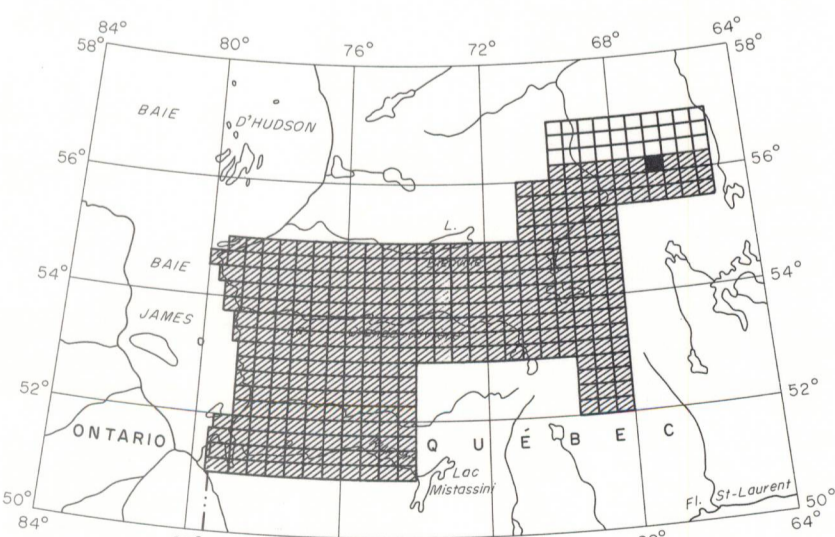 84°
80°
76°
72°
68°
64°
58°
58°
BAIE
D'HUDSON
56°
56°
L.
BAIE
54°
54°
JAMES
52°
52°
ONTARIO
QUÉBEC
Lac
Mistassini
Fl. St-Laurent
50°
50°
84°
64°